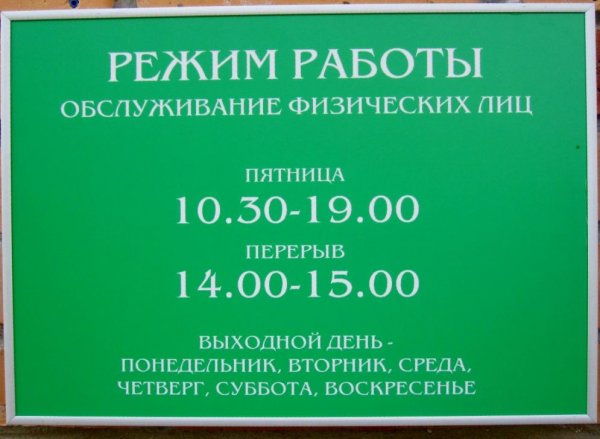 РЕЖИМ РАБОТЫ
ОБСЛУЖИВАНИЕ ФИЗИЧЕСКИХ ЛИЦ
ПЯТНИЦА
10.30-19.00
ПЕРЕРЫВ
14.00-15.00
ВЫХОДНОЙ ДЕНЬ -
ПОНЕДЕЛЬНИК, ВТОРНИК, СРЕДА,
ЧЕТВЕРГ, СУББОТА, ВОСКРЕСЕНЬЕ